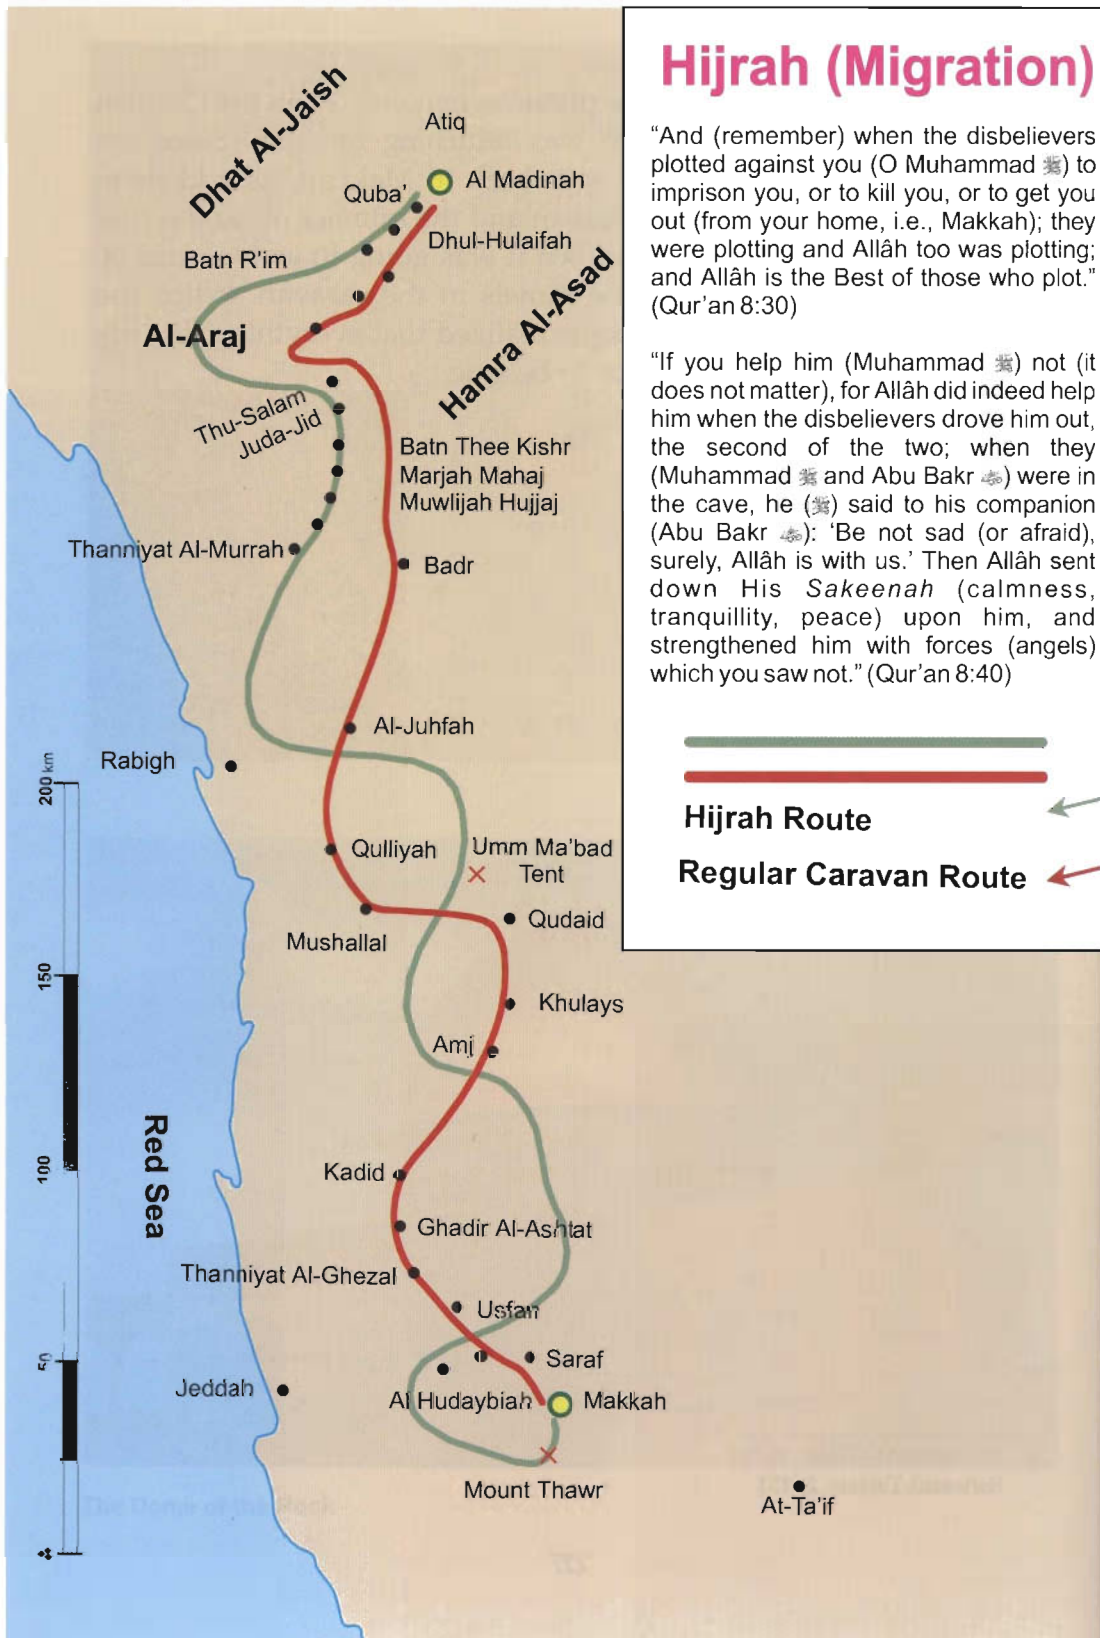 Hijrah (Migration)
“And (remember) when the disbelievers
plotted against you (O Muhammad ﷺ) to
imprison you, or to kill you, or to get you
out (from your home, i.e., Makkah); they
were plotting and Allâh too was plotting;
and Allâh is the Best of those who plot.”
(Qur’an 8:30)
“If you help him (Muhammad ﷺ) not (it
does not matter), for Allâh did indeed help
him when the disbelievers drove him out,
the second of the two; when they
(Muhammad ﷺ and Abu Bakr) were in
the cave, he (ﷺ) said to his companion
(Abu Bakr): ‘Be not sad (or afraid),
surely, Allâh is with us.’ Then Allâh sent
down His Sakeenah (calmness,
tranquillity, peace) upon him, and
strengthened him with forces (angels)
which you saw not.” (Qur’an 8:40)
Hijrah Route
Regular Caravan Route
Dhat Al-Jaish
Atiq
Al Madinah
Quba’
Dhul-Hulaifah
Batn R’im
Al-Araj
Hamra Al-Asad
Thu-Salam
Juda-Jid
Batn Thee Kishr
Marjah Mahaj
Muwlijah Hujjaj
Thanniyat Al-Murrah
Badr
Al-Juhfah
Rabigh
200 km
Qulliyah
Umm Ma’bad
Tent
Qudaid
Mushallal
150
Khulays
Amj
Red Sea
100
Kadid
Ghadir Al-Ashtat
Thanniyat Al-Ghezal
Usfan
50
Saraf
Jeddah
Al Hudaybiah
Makkah
Mount Thawr
At-Ta’if